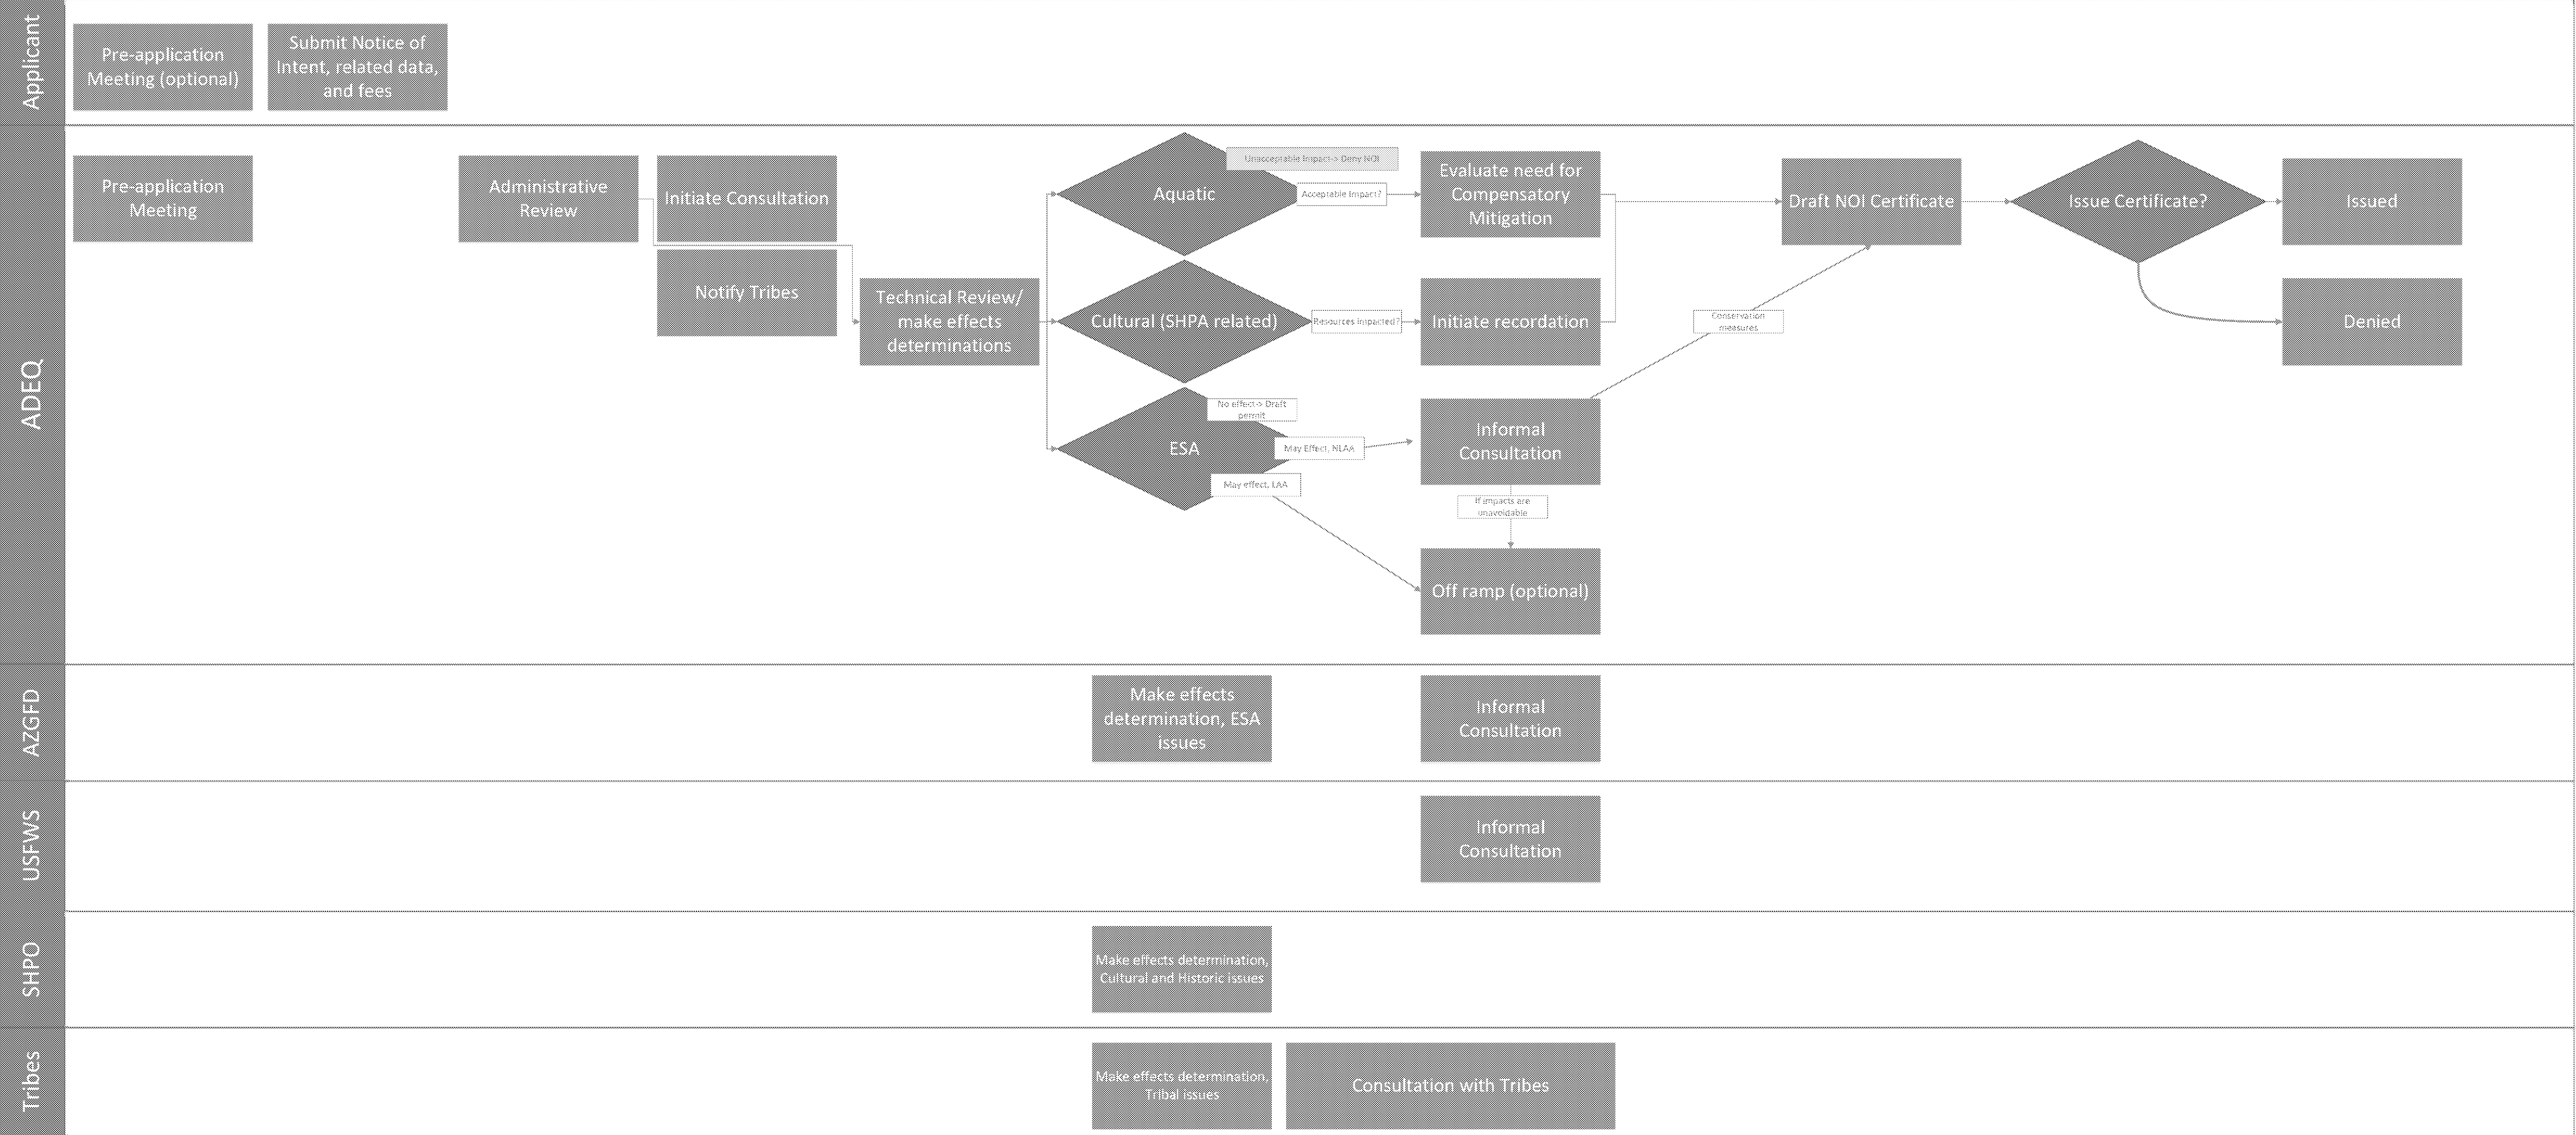 Applicant
Pre-application
Meeting (optional)
Submit Notice of
Intent, related data,
and fees
ADEQ
Pre-application
Meeting
Administrative
Review
Initiate Consultation
Notify Tribes
Technical Review/
make effects
determinations
Aquatic
Unacceptable Impact-> Deny NOI
Acceptable Impact?
Evaluate need for
Compensatory
Mitigation
Cultural (SHPA related)
Resources impacted?
Initiate recordation
ESA
No effect-> Draft
permit
May Effect, NLAA
May effect, LAA
Informal
Consultation
If impacts are
unavoidable
Off ramp (optional)
Conservation
measures
Draft NOI Certificate
Issue Certificate?
Issued
Denied
AZGFD
Make effects
determination, ESA
issues
Informal
Consultation
USFWS
Informal
Consultation
SHPO
Make effects determination,
Cultural and Historic issues
Tribes
Make effects determination,
Tribal issues
Consultation with Tribes